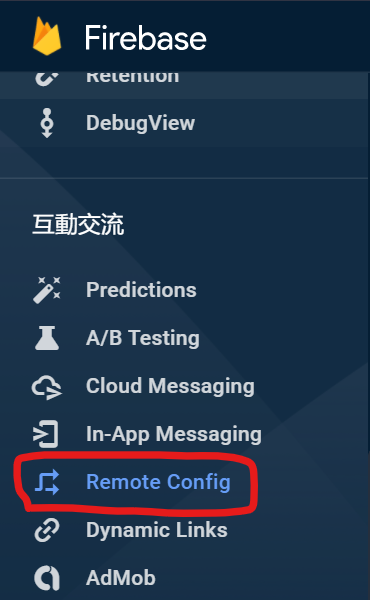 Firebase
Retention
DebugView
互動交流
Predictions
A/B Testing
Cloud Messaging
In-App Messaging
Remote Config
Dynamic Links
AdMob